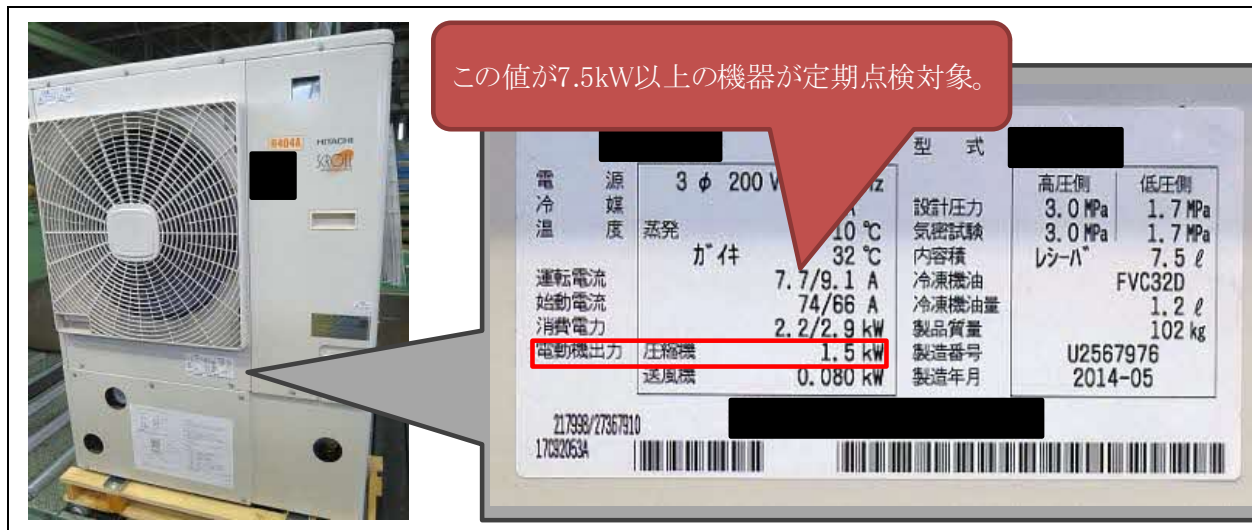 この値が7.5kW以上の機器が定期点検対象。
R404A HITACHI
SCROLL
型 式
電 源 3φ 200 V
冷 媒
温 度 蒸発 10 ℃
ガイキ 32 ℃
運転電流 7.7/9.1 A
始動電流 74/66 A
消費電力 2.2/2.9 kW
電動機出力 圧縮機 1.5 kW
送風機 0.080 kW
高圧側 低圧側
設計圧力 3.0 MPa 1.7 MPa
気密試験 3.0 MPa 1.7 MPa
内容積 レシーバ 7.5 ℓ
冷凍機油 FVC32D
冷凍機油量 1.2 ℓ
製品質量 102 kg
製造番号 U2567976
製造年月 2014-05
217998/27367910
17C92053A